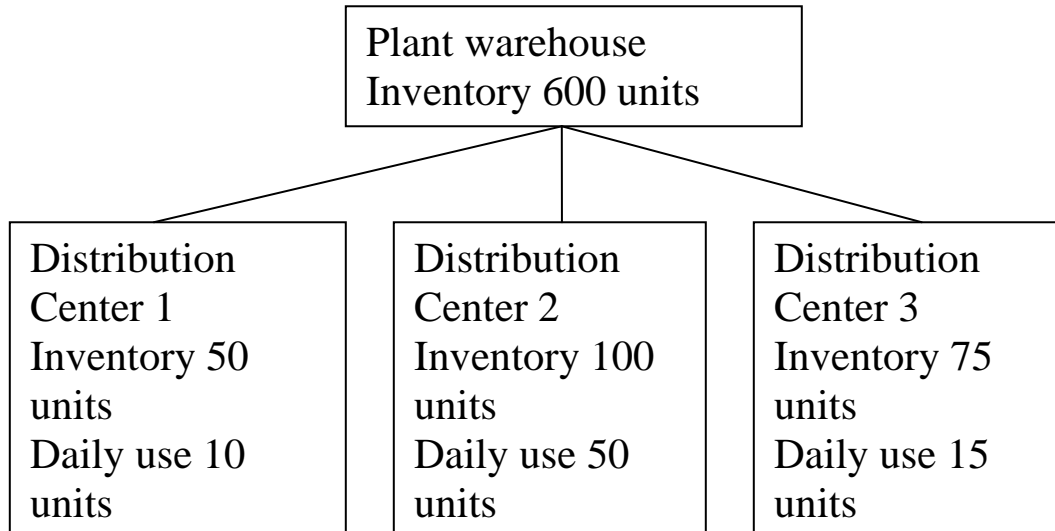 Plant warehouse
Inventory 600 units
Distribution
Center 1
Inventory 50
units
Daily use 10
units
Distribution
Center 2
Inventory 100
units
Daily use 50
units
Distribution
Center 3
Inventory 75
units
Daily use 15
units